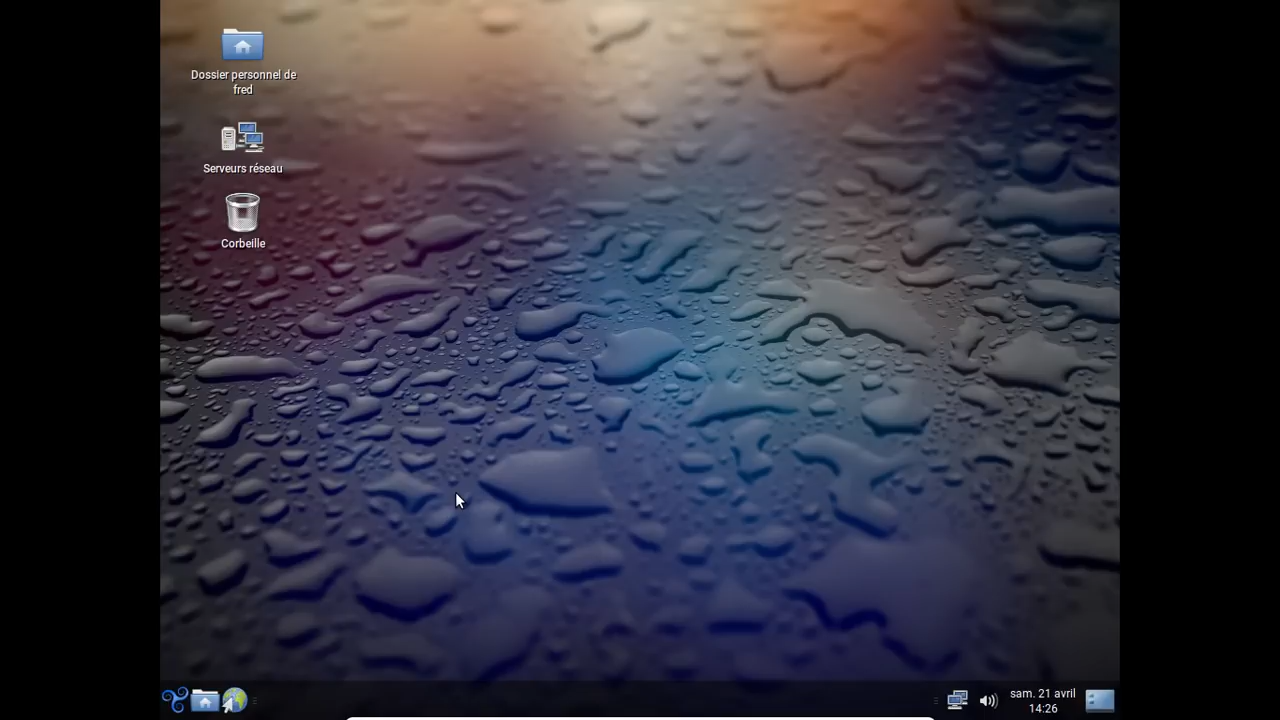 Dossier personnel de
fred
Serveurs réseau
Corbeille
sam. 21 avril
14:26